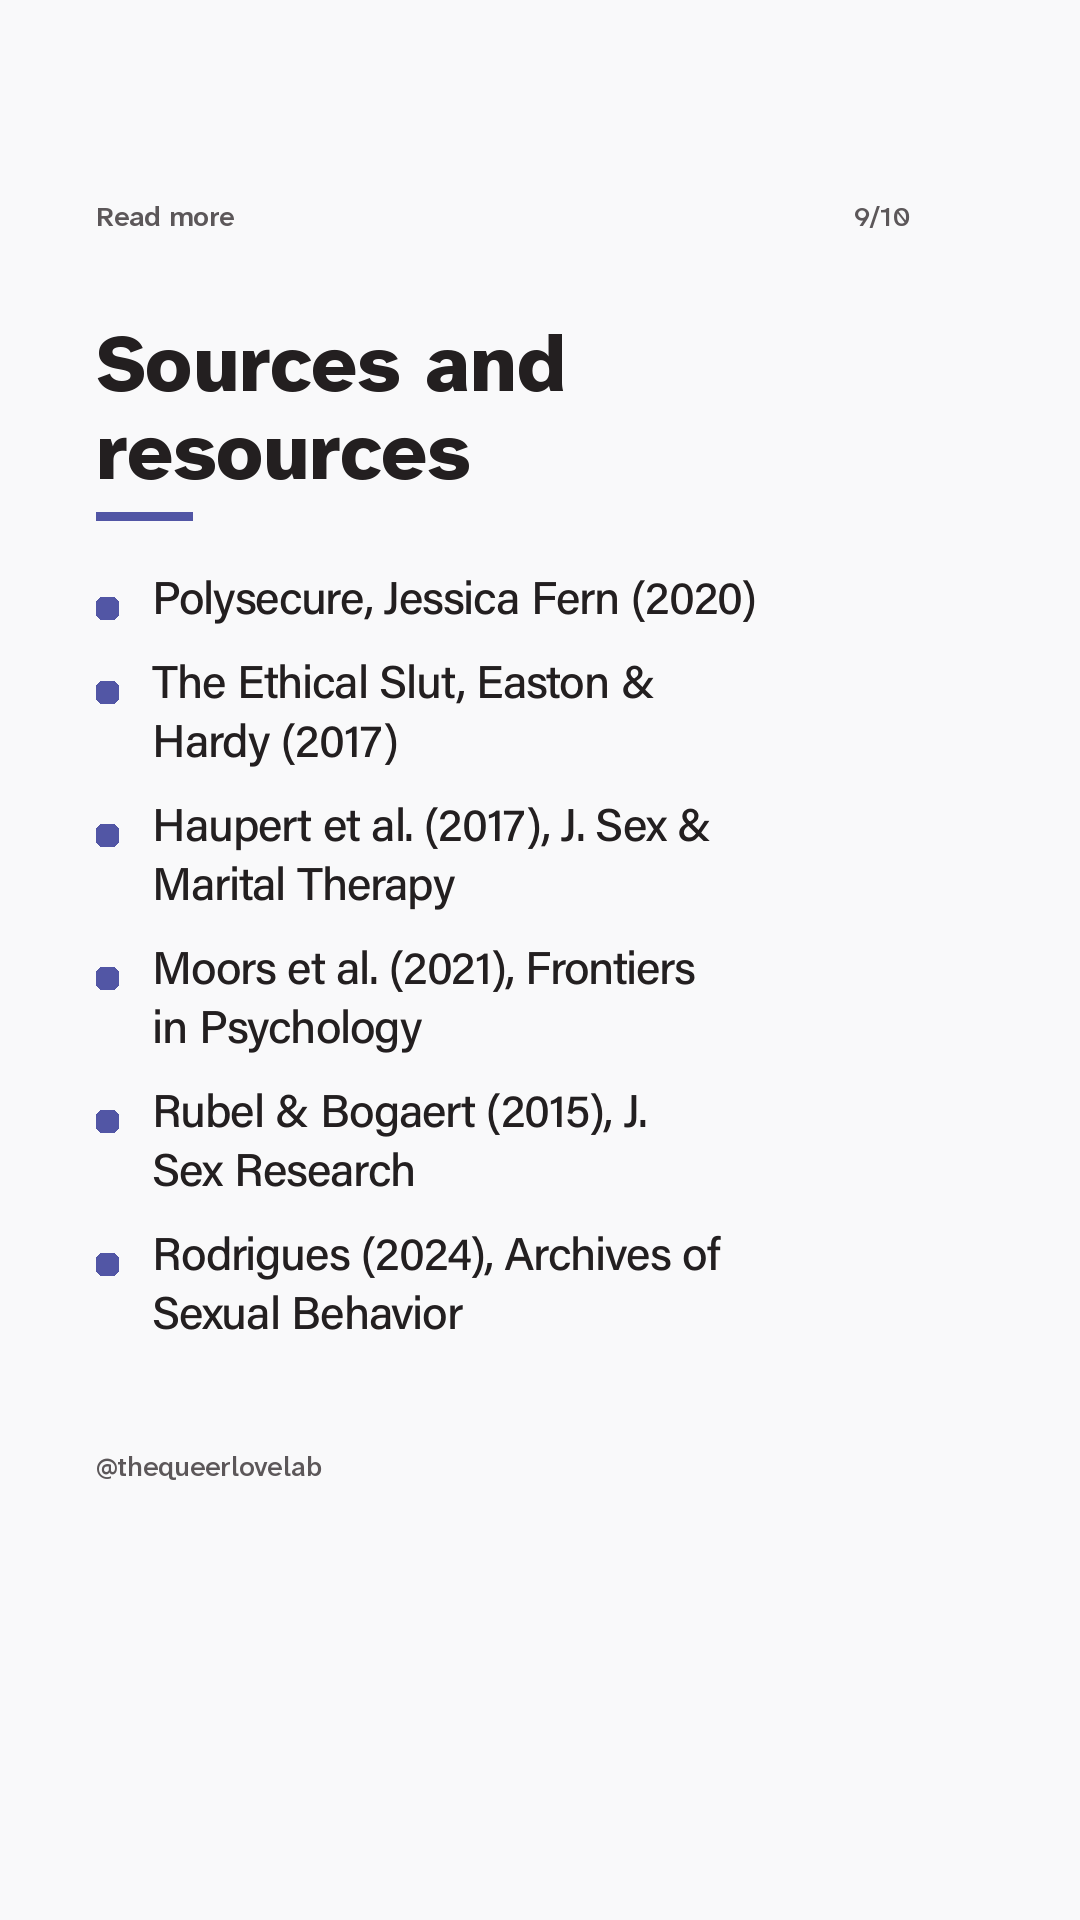 Read more
9/10
Sources and
resources
Polysecure, Jessica Fern (2020)
The Ethical Slut, Easton &
Hardy (2017)
Haupert et al. (2017), J. Sex &
Marital Therapy
Moors et al. (2021), Frontiers
in Psychology
Rubel & Bogaert (2015), J.
Sex Research
Rodrigues (2024), Archives of
Sexual Behavior
@thequeerlovelab